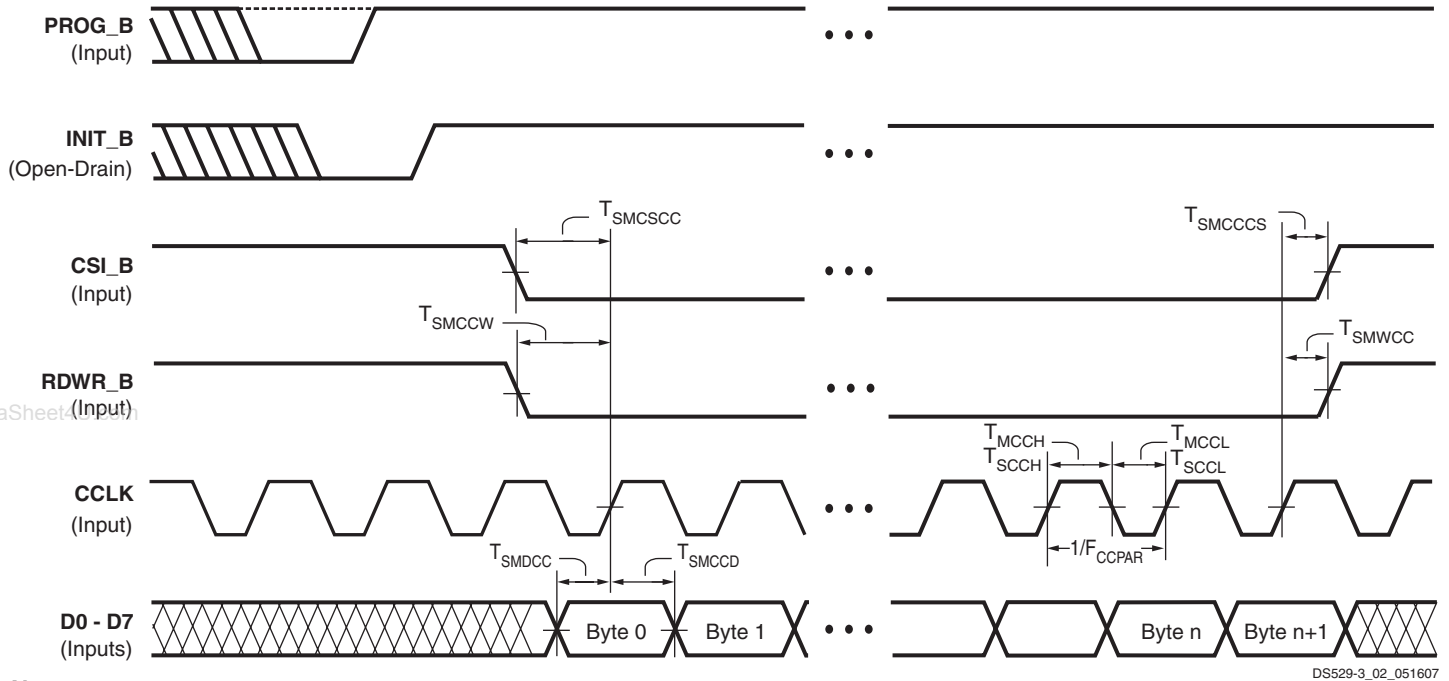 PROG_B
(Input)
INIT_B
(Open-Drain)
T_SMCSCC
T_SMCCCS
CSI_B
(Input)
T_SMCCW
T_SMWCC
RDWR_B
(Input)
T_MCCH
T_SCCH
T_MCCL
T_SCCL
CCLK
(Input)
1/F_CCPAR
T_SMDCC
T_SMCCD
D0 - D7
(Inputs)
Byte 0
Byte 1
Byte n
Byte n+1
DS529-3_02_051607